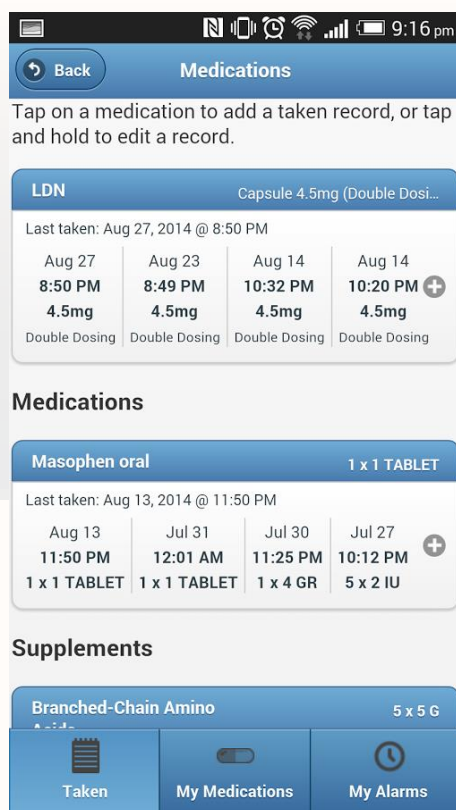 9:16 pm
Back
Medications
Tap on a medication to add a taken record, or tap
and hold to edit a record.
LDN Capsule 4.5mg (Double Dosi...
Last taken: Aug 27, 2014 @ 8:50 PM
Aug 27 Aug 23 Aug 14 Aug 14
8:50 PM 8:49 PM 10:32 PM 10:20 PM
4.5mg 4.5mg 4.5mg 4.5mg
Double Dosing Double Dosing Double Dosing Double Dosing
Medications
Masophen oral 1 x 1 TABLET
Last taken: Aug 13, 2014 @ 11:50 PM
Aug 13 Jul 31 Jul 30 Jul 27
11:50 PM 12:01 AM 11:25 PM 10:12 PM
1 x 1 TABLET 1 x 1 TABLET 1 x 4 GR 5 x 2 IU
Supplements
Branched-Chain Amino 5 x 5 G
Taken My Medications My Alarms